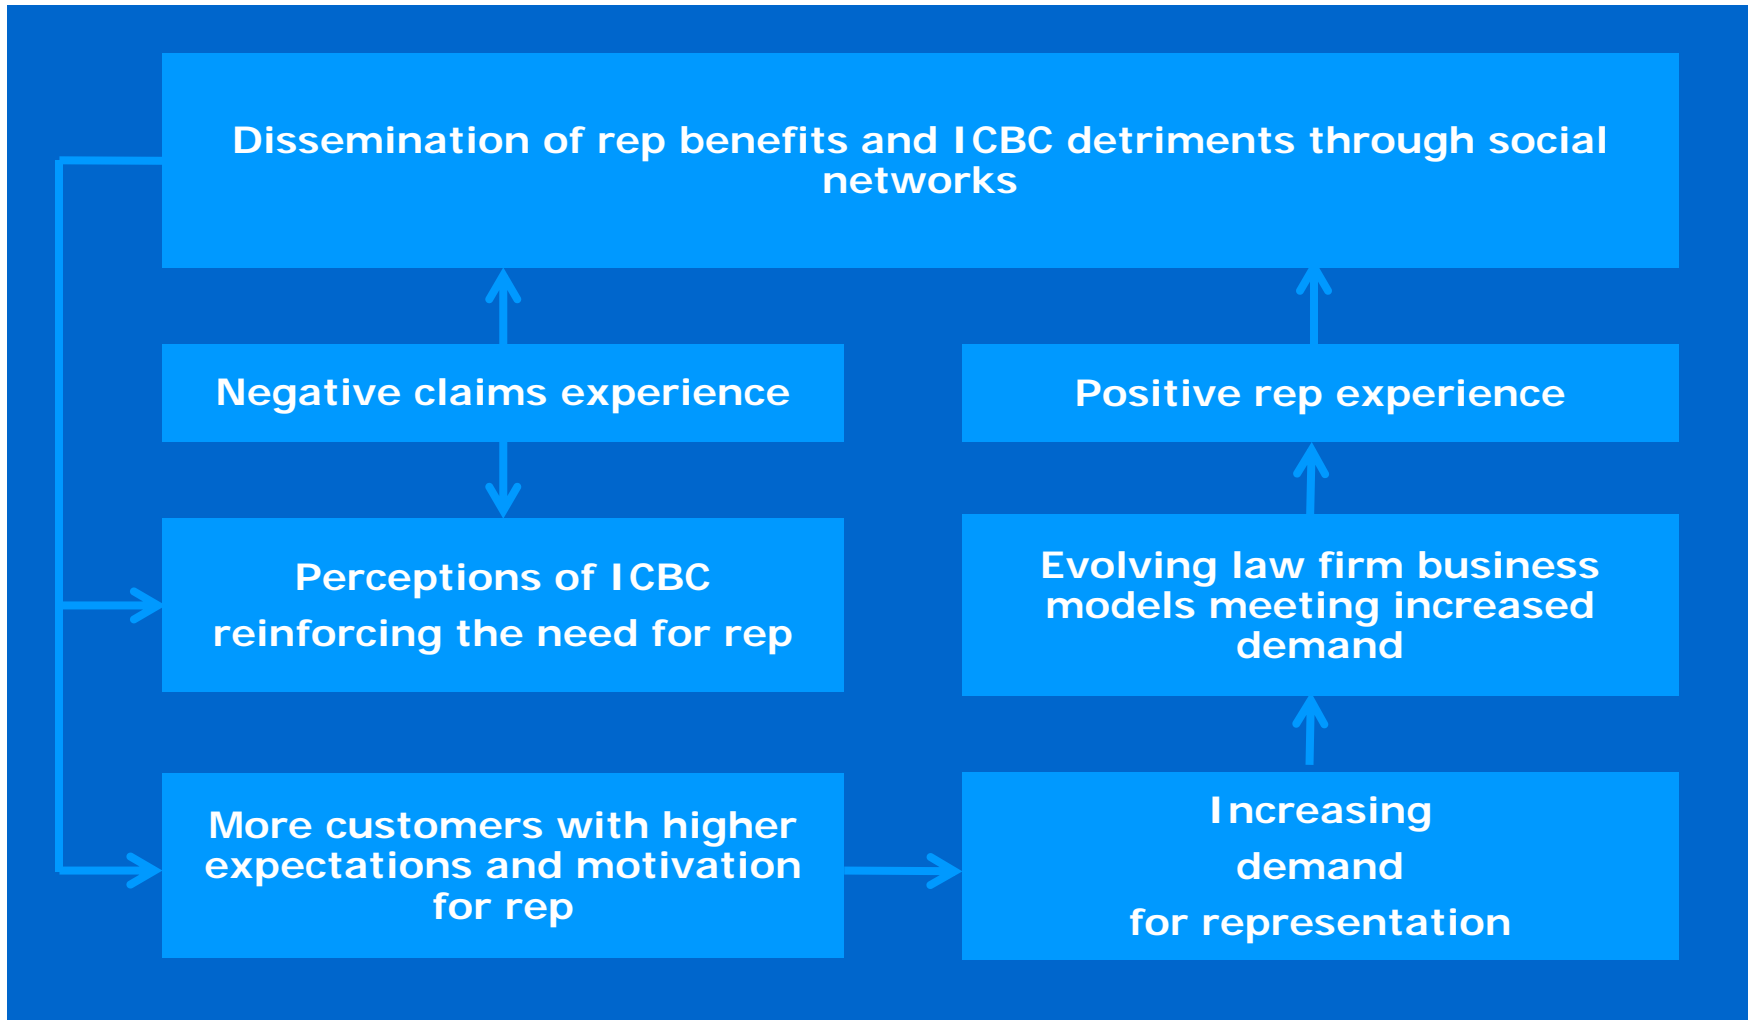 Dissemination of rep benefits and ICBC detriments through social
networks
Negative claims experience
Positive rep experience
Perceptions of ICBC
reinforcing the need for rep
Evolving law firm business
models meeting increased
demand
More customers with higher
expectations and motivation
for rep
Increasing
demand
for representation